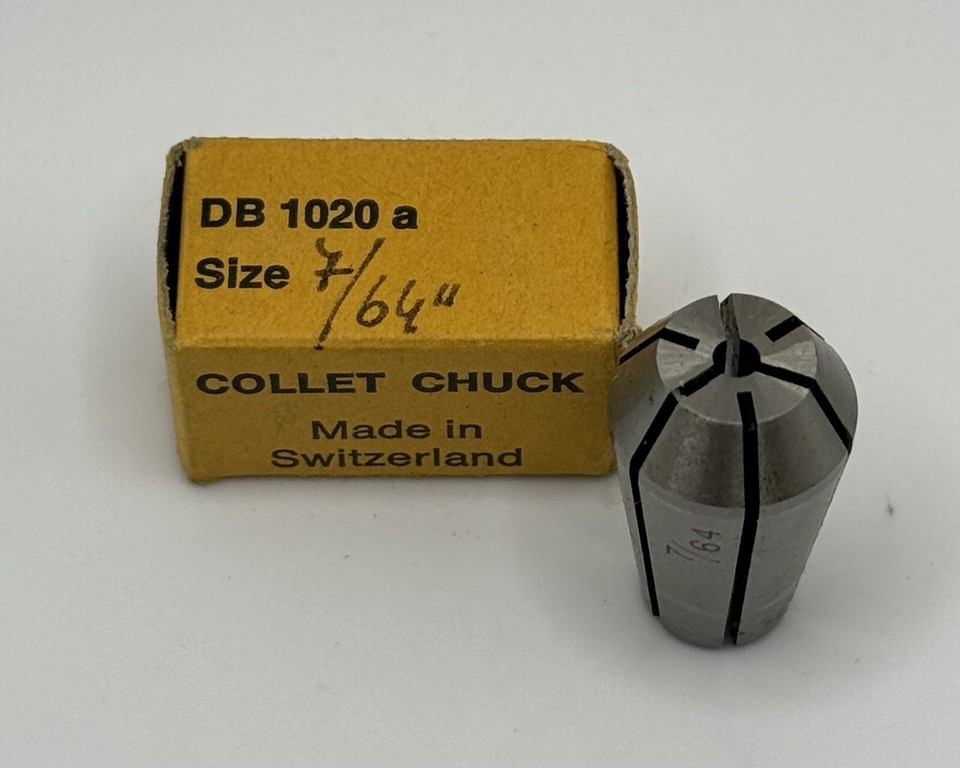 DB 1020 a
Size 7/64"
COLLET CHUCK
Made in
Switzerland
7/64